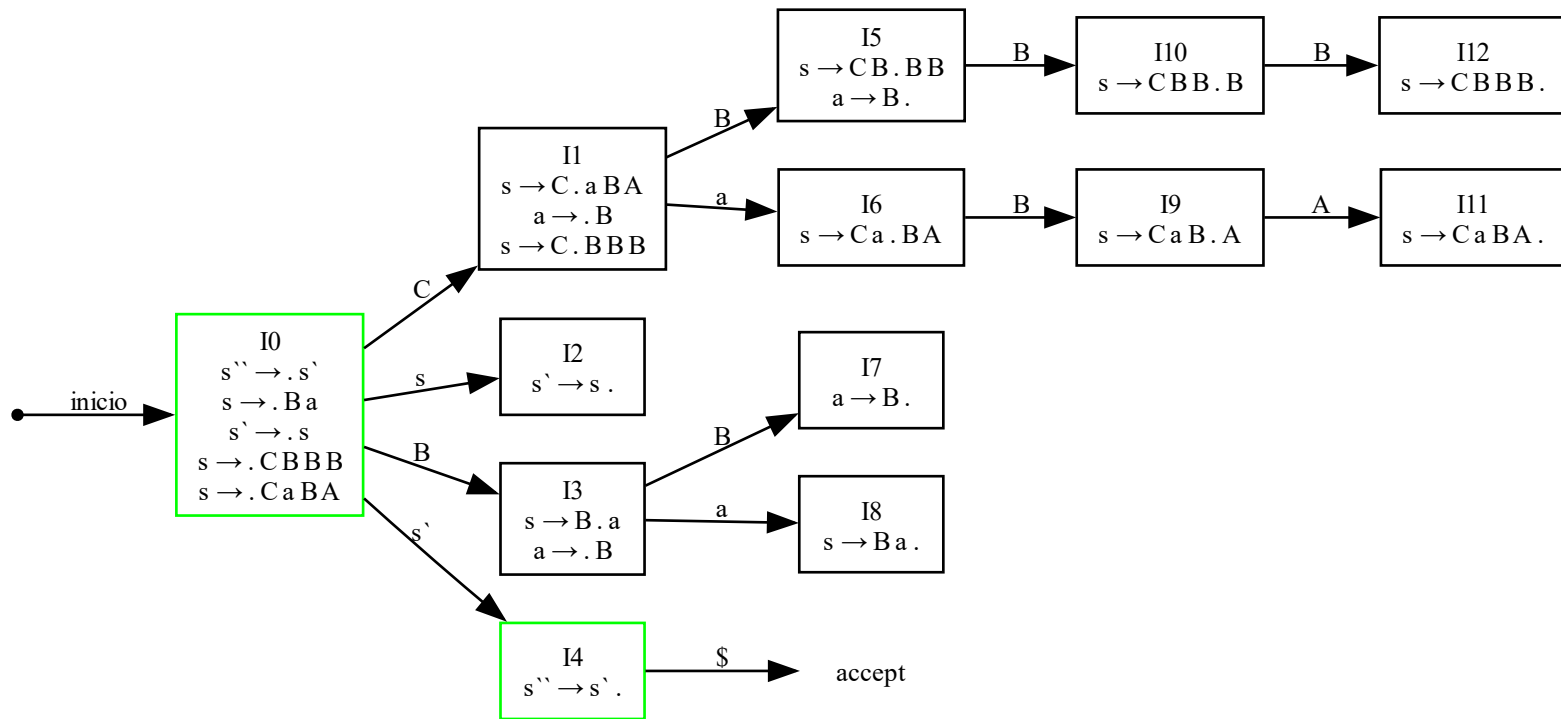 inicio
I0
s`` → . s`
s → . B a
s` → . s
s → . C B B B
s → . C a B A
C
s
B
s`
I1
s → C . a B A
a → . B
s → C . B B B
B
a
I2
s` → s .
I3
s → B . a
a → . B
B
a
I4
s`` → s` .
$
accept
I5
s → C B . B B
a → B .
B
I6
s → C a . B A
B
I7
a → B .
I8
s → B a .
I10
s → C B B . B
B
I9
s → C a B . A
A
I12
s → C B B B .
I11
s → C a B A .